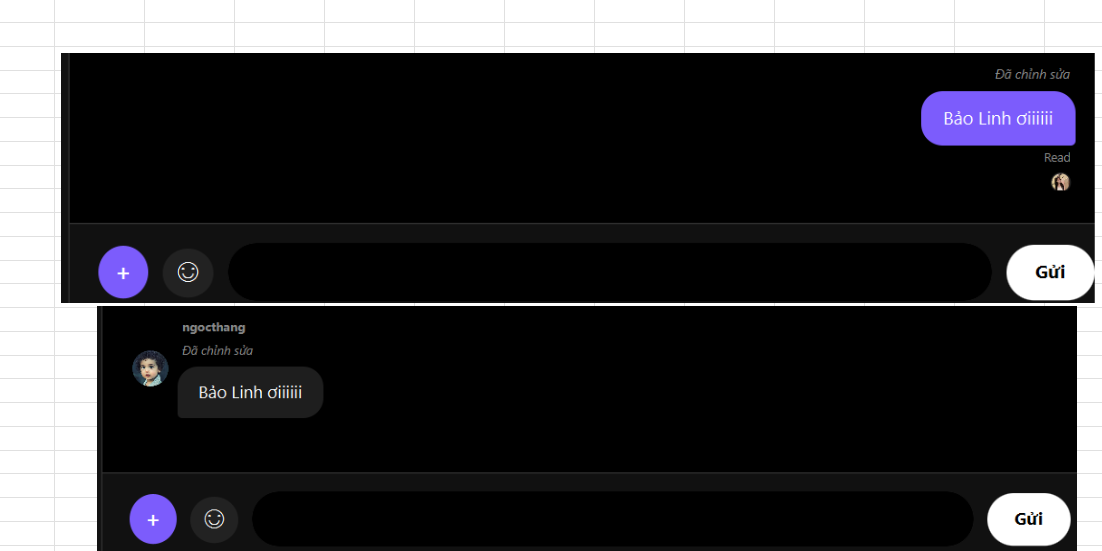 Đã chỉnh sửa
Bảo Linh ơiiiiii
Read
+
Gửi
ngocthang
Đã chỉnh sửa
Bảo Linh ơiiiiii
+
Gửi